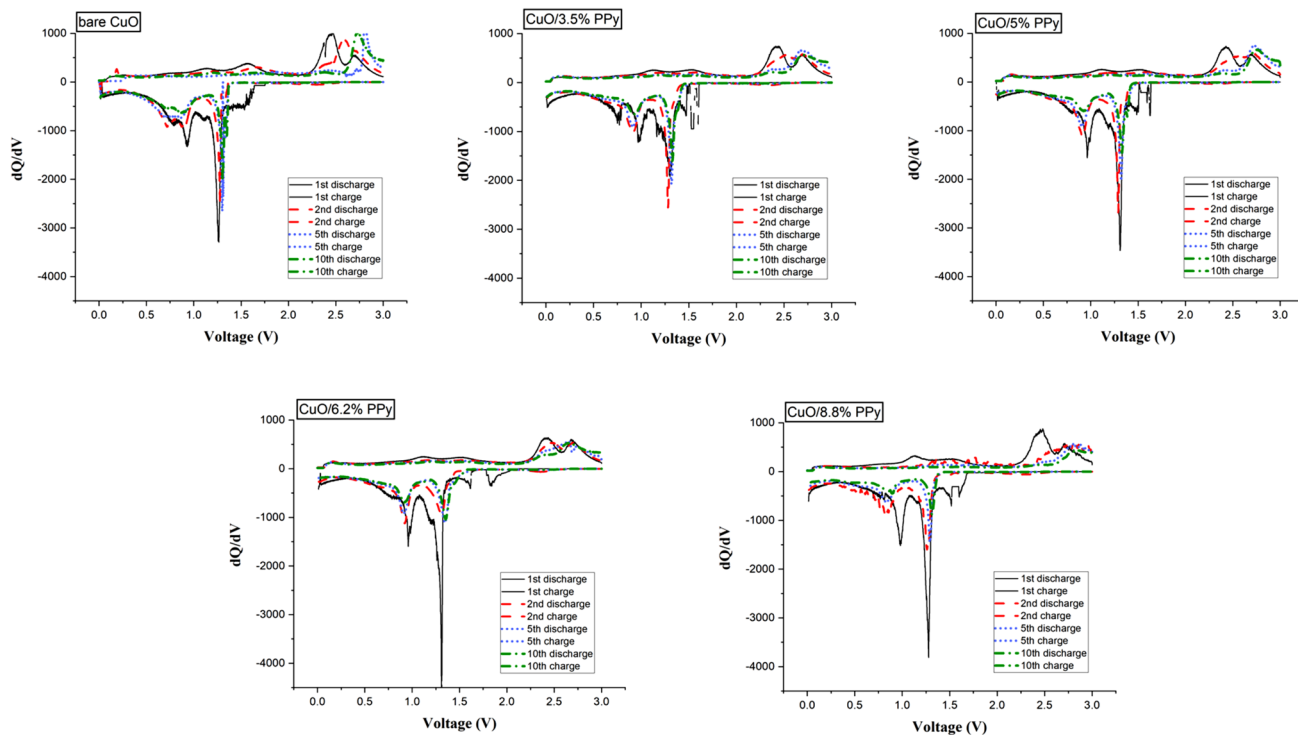 bare CuO
1000
0
-1000
-2000
-3000
-4000
dQ/dV
1st discharge
1st charge
2nd discharge
2nd charge
5th discharge
5th charge
10th discharge
10th charge
0.0 0.5 1.0 1.5 2.0 2.5 3.0
Voltage (V)
CuO/3.5% PPy
1000
0
-1000
-2000
-3000
-4000
dQ/dV
1st discharge
1st charge
2nd discharge
2nd charge
5th discharge
5th charge
10th discharge
10th charge
0.0 0.5 1.0 1.5 2.0 2.5 3.0
Voltage (V)
CuO/5% PPy
1000
0
-1000
-2000
-3000
-4000
dQ/dV
1st discharge
1st charge
2nd discharge
2nd charge
5th discharge
5th charge
10th discharge
10th charge
0.0 0.5 1.0 1.5 2.0 2.5 3.0
Voltage (V)
CuO/6.2% PPy
1000
0
-1000
-2000
-3000
-4000
dQ/dV
1st discharge
1st charge
2nd discharge
2nd charge
5th discharge
5th charge
10th discharge
10th charge
0.0 0.5 1.0 1.5 2.0 2.5 3.0
Voltage (V)
CuO/8.8% PPy
1000
0
-1000
-2000
-3000
-4000
dQ/dV
1st discharge
1st charge
2nd discharge
2nd charge
5th discharge
5th charge
10th discharge
10th charge
0.0 0.5 1.0 1.5 2.0 2.5 3.0
Voltage (V)